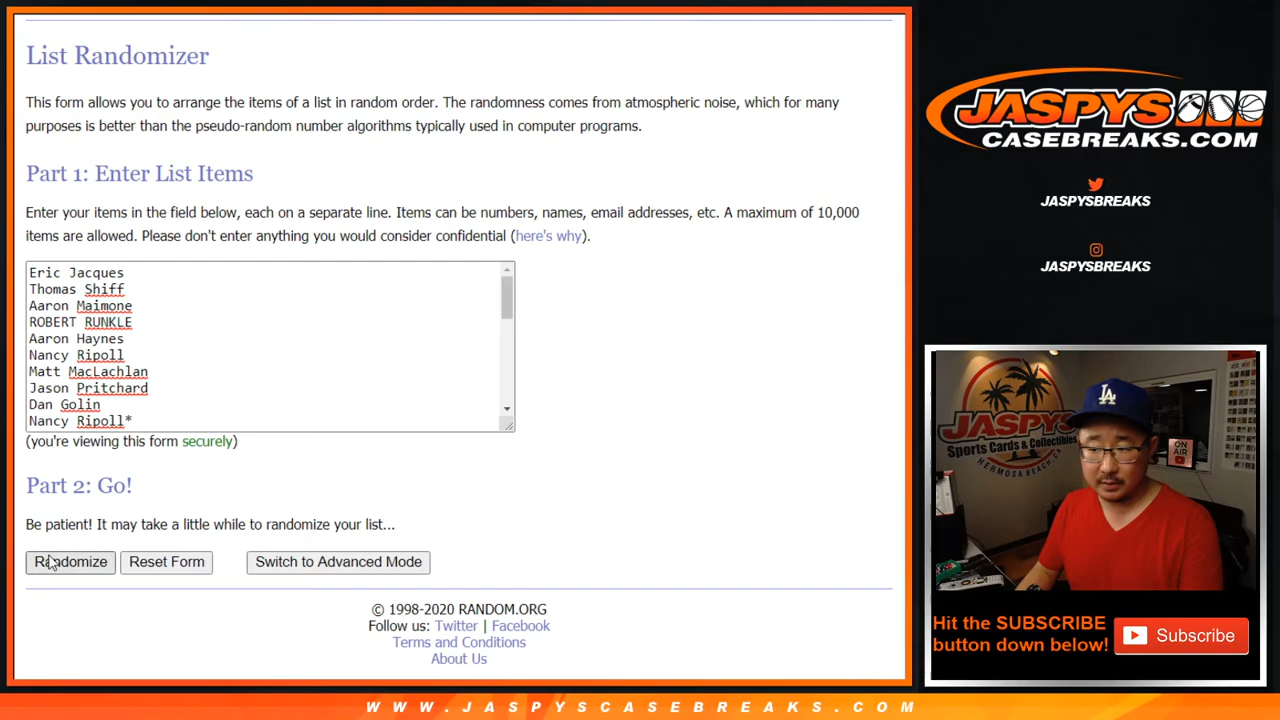 List Randomizer
This form allows you to arrange the items of a list in random order. The randomness comes from atmospheric noise, which for many
purposes is better than the pseudo-random number algorithms typically used in computer programs.
Part 1: Enter List Items
Enter your items in the field below, each on a separate line. Items can be numbers, names, email addresses, etc. A maximum of 10,000
items are allowed. Please don't enter anything you would consider confidential (here's why).
Eric Jacques
Thomas Shiff
Aaron Maimone
ROBERT RUNKLE
Aaron Haynes
Nancy Ripoll
Matt MacLachlan
Jason Pritchard
Dan Golin
Nancy Ripoll*
(you're viewing this form securely)
Part 2: Go!
Be patient! It may take a little while to randomize your list...
Randomize Reset Form Switch to Advanced Mode
© 1998-2020 RANDOM.ORG
Follow us: Twitter | Facebook
Terms and Conditions
About Us
JASPYS
CASEBREAKS.COM
JASPYSBREAKS
JASPYSBREAKS
JASPYS
Sports Cards & Collectibles
HERMOSA BEACH, CA
LA
ON
AIR
Hit the SUBSCRIBE
button down below!
Subscribe
WWW.JASPYSCASEBREAKS.COM